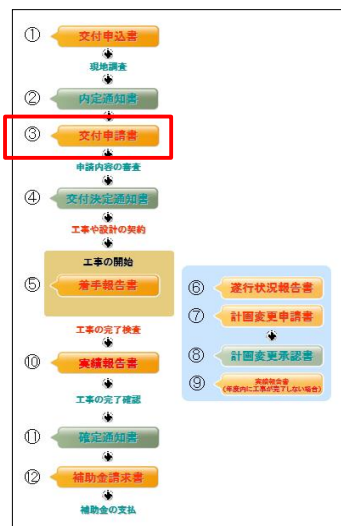 ① 交付申込書
現地調査
② 内定通知書
③ 交付申請書
申請内容の審査
④ 交付決定通知書
工事や設計の契約
工事の開始
⑤ 着手報告書
工事の完了検査
⑩ 実績報告書
工事の完了確認
⑪ 確定通知書
⑫ 補助金請求書
補助金の支払
⑥ 遂行状況報告書
⑦ 計画変更申請書
⑧ 計画変更承認書
⑨ 実績報告書
(年度内に工事が完了しない場合)